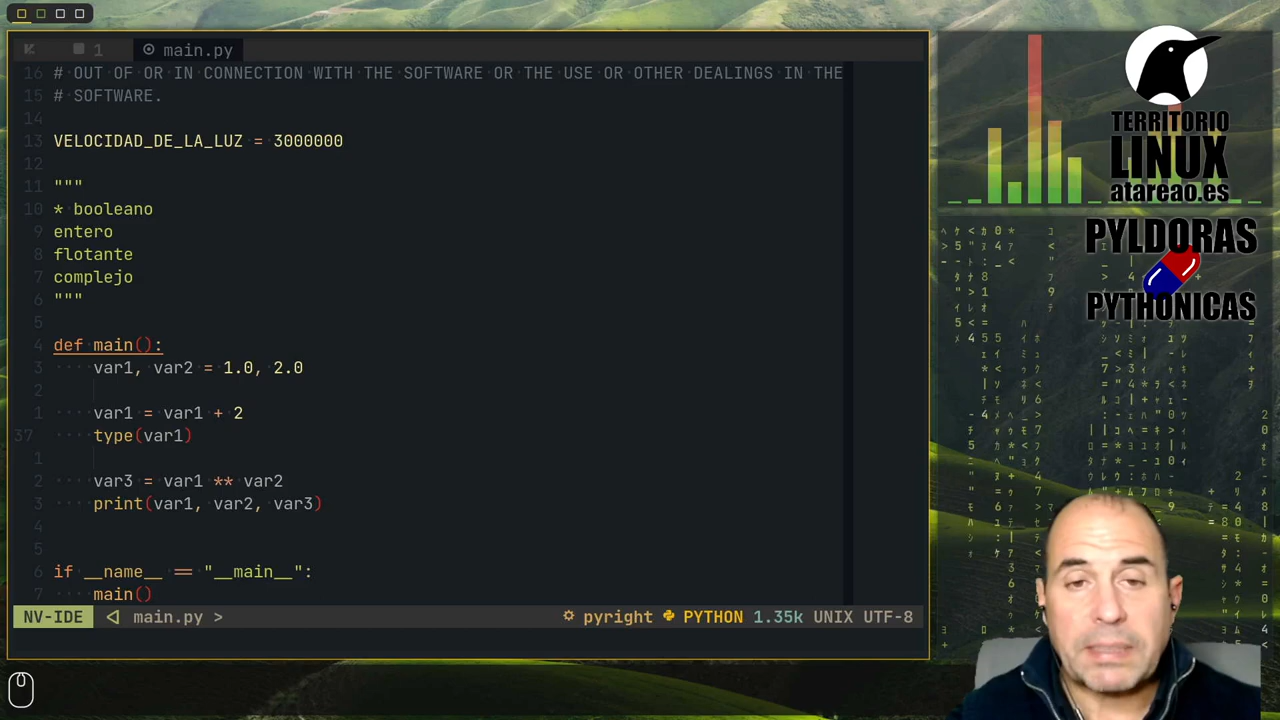 1
main.py
16 # OUT OF OR IN CONNECTION WITH THE SOFTWARE OR THE USE OR OTHER DEALINGS IN THE
15 # SOFTWARE.
14
13 VELOCIDAD_DE_LA_LUZ = 3000000
12
11 """
10 * booleano
9 entero
8 flotante
7 complejo
6 """
5
4 def main():
3 var1, var2 = 1.0, 2.0
2
1 var1 = var1 + 2
37 type(var1)
1
2 var3 = var1 ** var2
3 print(var1, var2, var3)
4
5
6 if __name__ == "__main__":
7 main()
NV-IDE main.py > pyright PYTHON 1.35k UNIX UTF-8
TERRITORIO
LINUX
atareao.es
PYLDORAS
PYTHONICAS